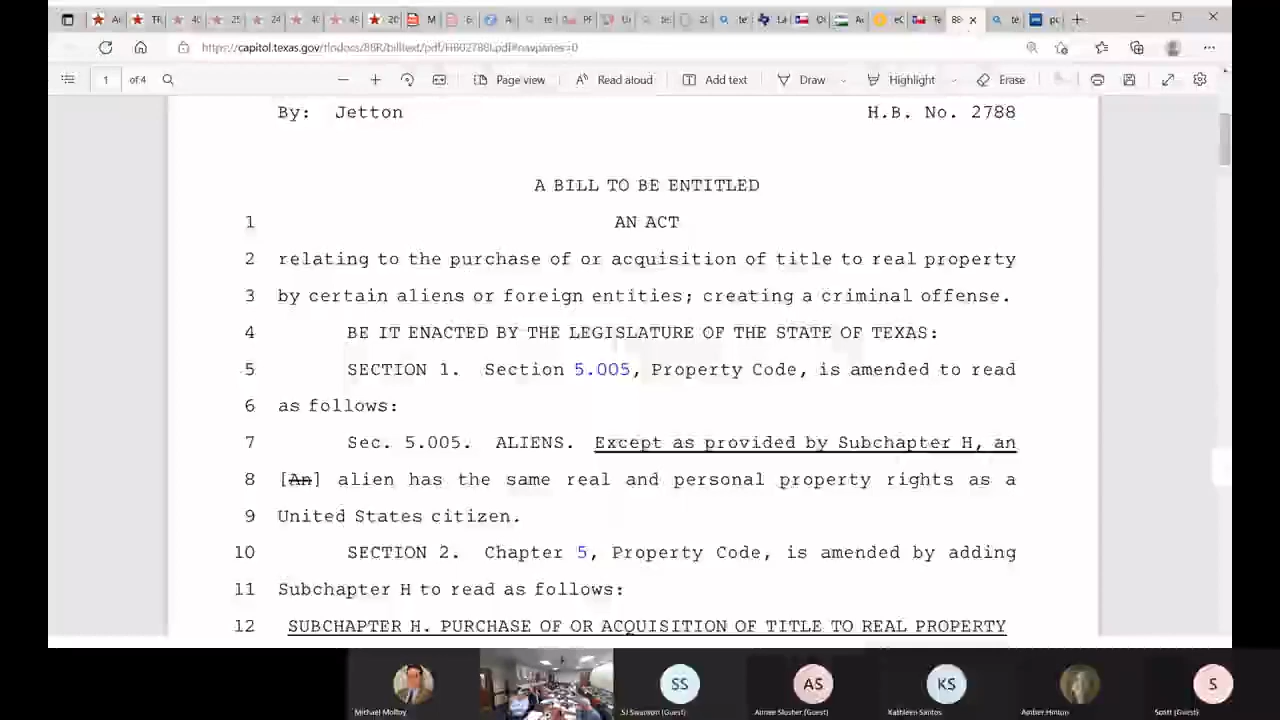 https://capitol.texas.gov/tlodocs/88R/billtext/pdf/HB02788I.pdf#navpanes=0
1 of 4
Page view
Read aloud
Add text
Draw
Highlight
Erase
By: Jetton H.B. No. 2788
A BILL TO BE ENTITLED
1 AN ACT
2 relating to the purchase of or acquisition of title to real property
3 by certain aliens or foreign entities; creating a criminal offense.
4 BE IT ENACTED BY THE LEGISLATURE OF THE STATE OF TEXAS:
5 SECTION 1. Section 5.005, Property Code, is amended to read
6 as follows:
7 Sec. 5.005. ALIENS. Except as provided by Subchapter H, an
8 [An] alien has the same real and personal property rights as a
9 United States citizen.
10 SECTION 2. Chapter 5, Property Code, is amended by adding
11 Subchapter H to read as follows:
12 SUBCHAPTER H. PURCHASE OF OR ACQUISITION OF TITLE TO REAL PROPERTY
SS
AS
KS
S
Michael Molloy
SJ Swanson (Guest)
Aimee Slusher (Guest)
Kathleen Santos
Amber Hinton
Scott (Guest)